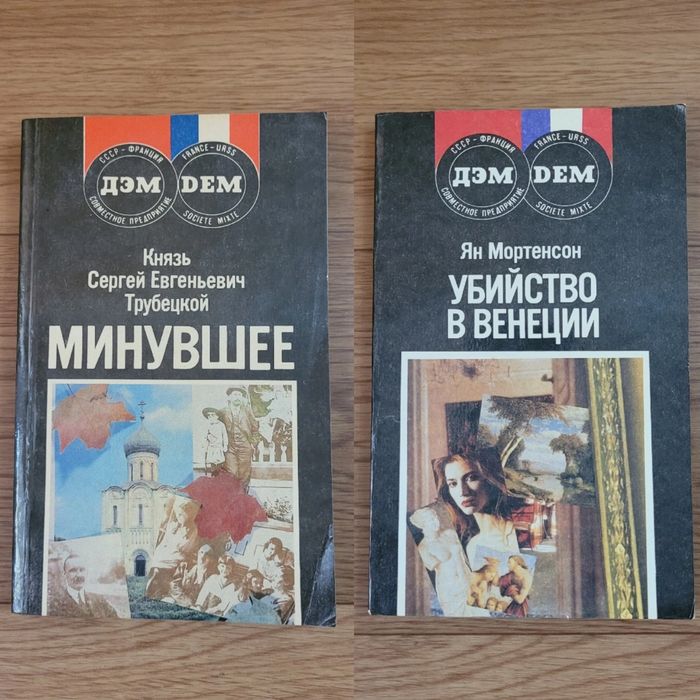 СССР - ФРАНЦИЯ
ДЭМ
СОВМЕСТНОЕ ПРЕДПРИЯТИЕ
FRANCE - URSS
DEM
SOCIETE MIXTE
Князь
Сергей Евгеньевич
Трубецкой
МИНУВШЕЕ
СССР - ФРАНЦИЯ
ДЭМ
СОВМЕСТНОЕ ПРЕДПРИЯТИЕ
FRANCE - URSS
DEM
SOCIETE MIXTE
Ян Мортенсон
УБИЙСТВО
В ВЕНЕЦИИ